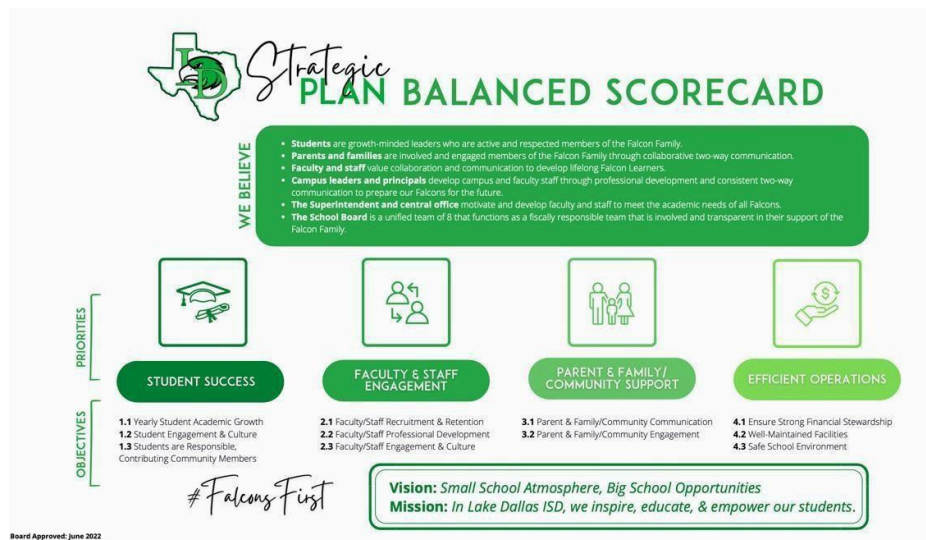 LD
Strategic
PLAN BALANCED SCORECARD
WE BELIEVE
• Students are growth-minded leaders who are active and respected members of the Falcon Family.
• Parents and families are involved and engaged members of the Falcon Family through collaborative two-way communication.
• Faculty and staff value collaboration and communication to develop lifelong Falcon Learners.
• Campus leaders and principals develop campus and faculty staff through professional development and consistent two-way
communication to prepare our Falcons for the future.
• The Superintendent and central office motivate and develop faculty and staff to meet the academic needs of all Falcons.
• The School Board is a unified team of 8 that functions as a fiscally responsible team that is involved and transparent in their support of the
Falcon Family.
PRIORITIES
$
STUDENT SUCCESS
FACULTY & STAFF
ENGAGEMENT
PARENT & FAMILY/
COMMUNITY SUPPORT
EFFICIENT OPERATIONS
OBJECTIVES
1.1 Yearly Student Academic Growth
1.2 Student Engagement & Culture
1.3 Students are Responsible,
Contributing Community Members
2.1 Faculty/Staff Recruitment & Retention
2.2 Faculty/Staff Professional Development
2.3 Faculty/Staff Engagement & Culture
3.1 Parent & Family/Community Communication
3.2 Parent & Family/Community Engagement
4.1 Ensure Strong Financial Stewardship
4.2 Well-Maintained Facilities
4.3 Safe School Environment
#FalconsFirst
Vision: Small School Atmosphere, Big School Opportunities
Mission: In Lake Dallas ISD, we inspire, educate, & empower our students.
Board Approved: June 2022